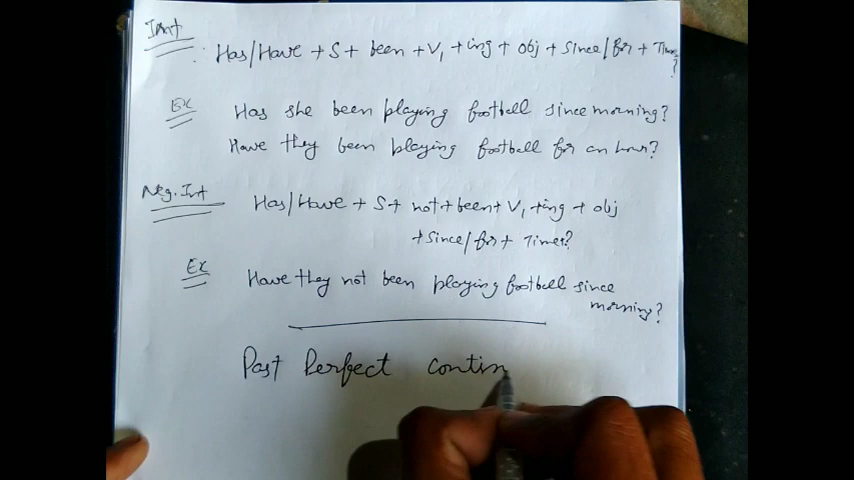 Int
Has/Have + S + been + V1 + ing + obj + since/for + Time?
Ex
Has she been playing football since morning?
Have they been playing football for an hour?
Neg. Int
Has/Have + S + not + been + V1 + ing + obj
+ Since/for + Time?
Ex
Have they not been playing football since
morning?
Past Perfect contin